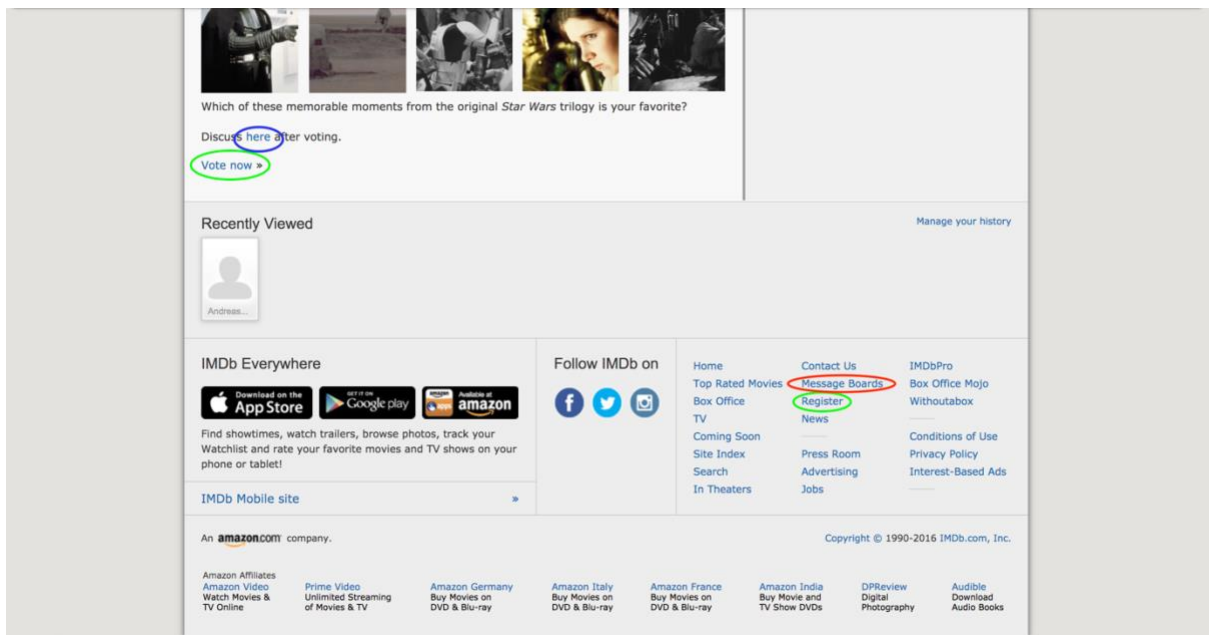 Which of these memorable moments from the original Star Wars trilogy is your favorite?
Discuss here after voting.
Vote now »
Recently Viewed
Manage your history
Andreas...
IMDb Everywhere
Download on the
App Store
GET IT ON
Google play
Available at
amazon
Find showtimes, watch trailers, browse photos, track your
Watchlist and rate your favorite movies and TV shows on your
phone or tablet!
IMDb Mobile site »
Follow IMDb on
Home
Top Rated Movies
Box Office
TV
Coming Soon
Site Index
Search
In Theaters
Contact Us
Message Boards
Register
News
Press Room
Advertising
Jobs
IMDbPro
Box Office Mojo
Withoutabox
Conditions of Use
Privacy Policy
Interest-Based Ads
An amazon.com company.
Copyright © 1990-2016 IMDb.com, Inc.
Amazon Affiliates
Amazon Video
Watch Movies &
TV Online
Prime Video
Unlimited Streaming
of Movies & TV
Amazon Germany
Buy Movies on
DVD & Blu-ray
Amazon Italy
Buy Movies on
DVD & Blu-ray
Amazon France
Buy Movies on
DVD & Blu-ray
Amazon India
Buy Movie and
TV Show DVDs
DPReview
Digital
Photography
Audible
Download
Audio Books